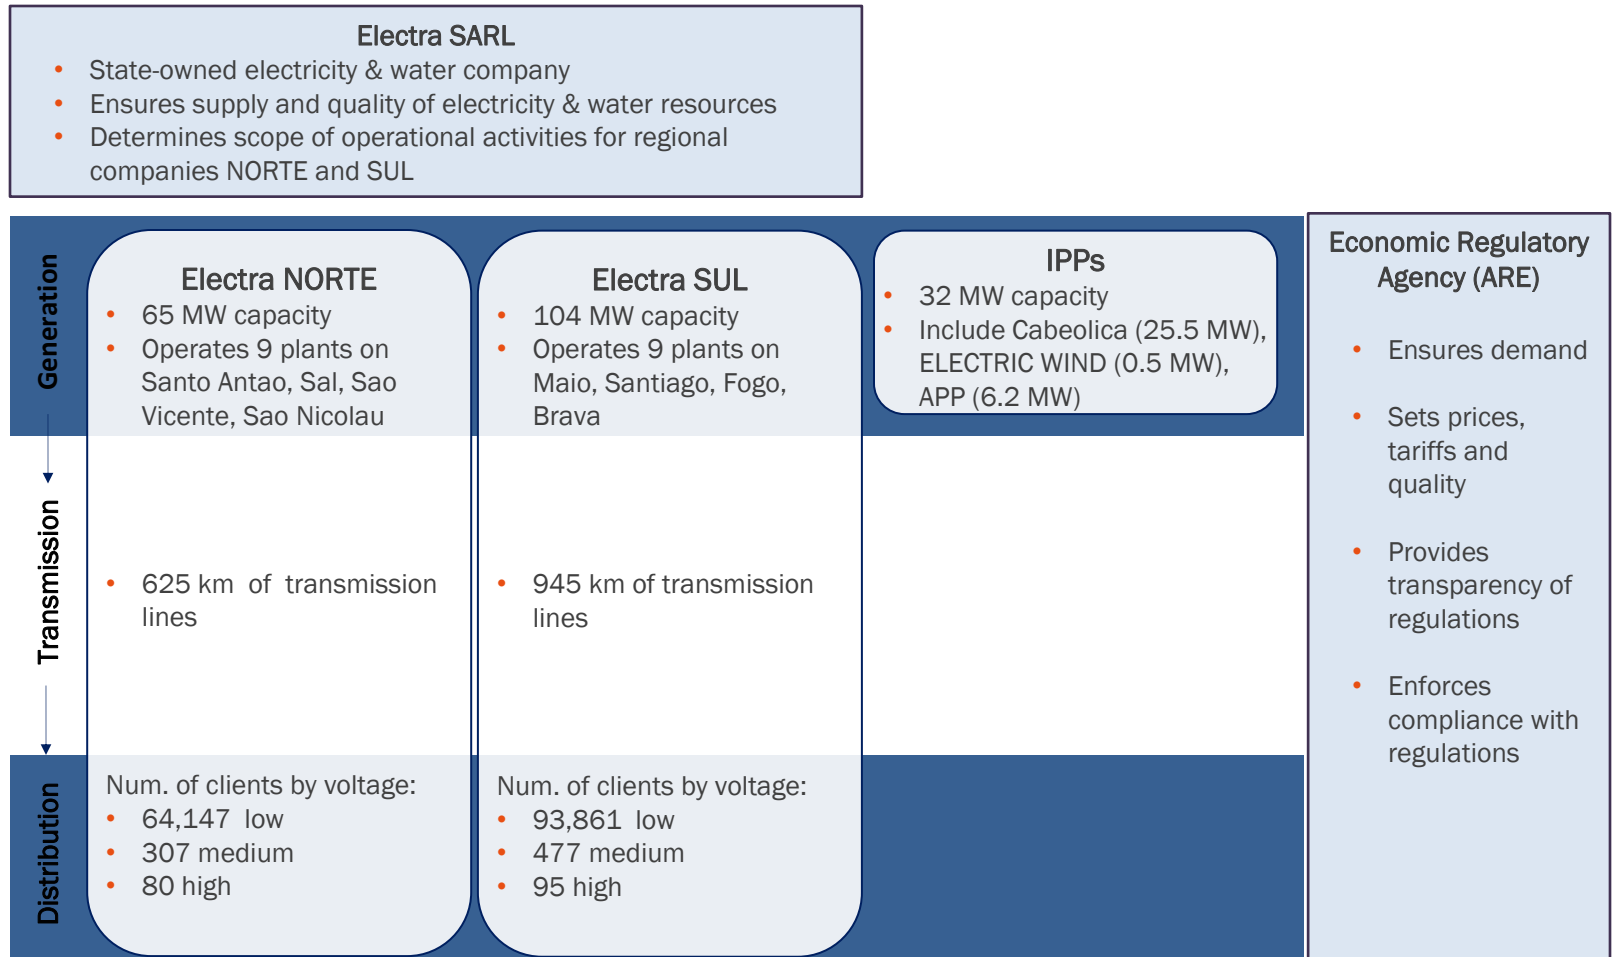 Electra SARL
• State-owned electricity & water company
• Ensures supply and quality of electricity & water resources
• Determines scope of operational activities for regional
companies NORTE and SUL
Generation
Electra NORTE
• 65 MW capacity
• Operates 9 plants on
Santo Antao, Sal, Sao
Vicente, Sao Nicolau
Electra SUL
• 104 MW capacity
• Operates 9 plants on
Maio, Santiago, Fogo,
Brava
IPPs
• 32 MW capacity
• Include Cabeolica (25.5 MW),
ELECTRIC WIND (0.5 MW),
APP (6.2 MW)
Transmission
• 625 km of transmission
lines
• 945 km of transmission
lines
Distribution
Num. of clients by voltage:
• 64,147 low
• 307 medium
• 80 high
Num. of clients by voltage:
• 93,861 low
• 477 medium
• 95 high
Economic Regulatory
Agency (ARE)
• Ensures demand
• Sets prices,
tariffs and
quality
• Provides
transparency of
regulations
• Enforces
compliance with
regulations